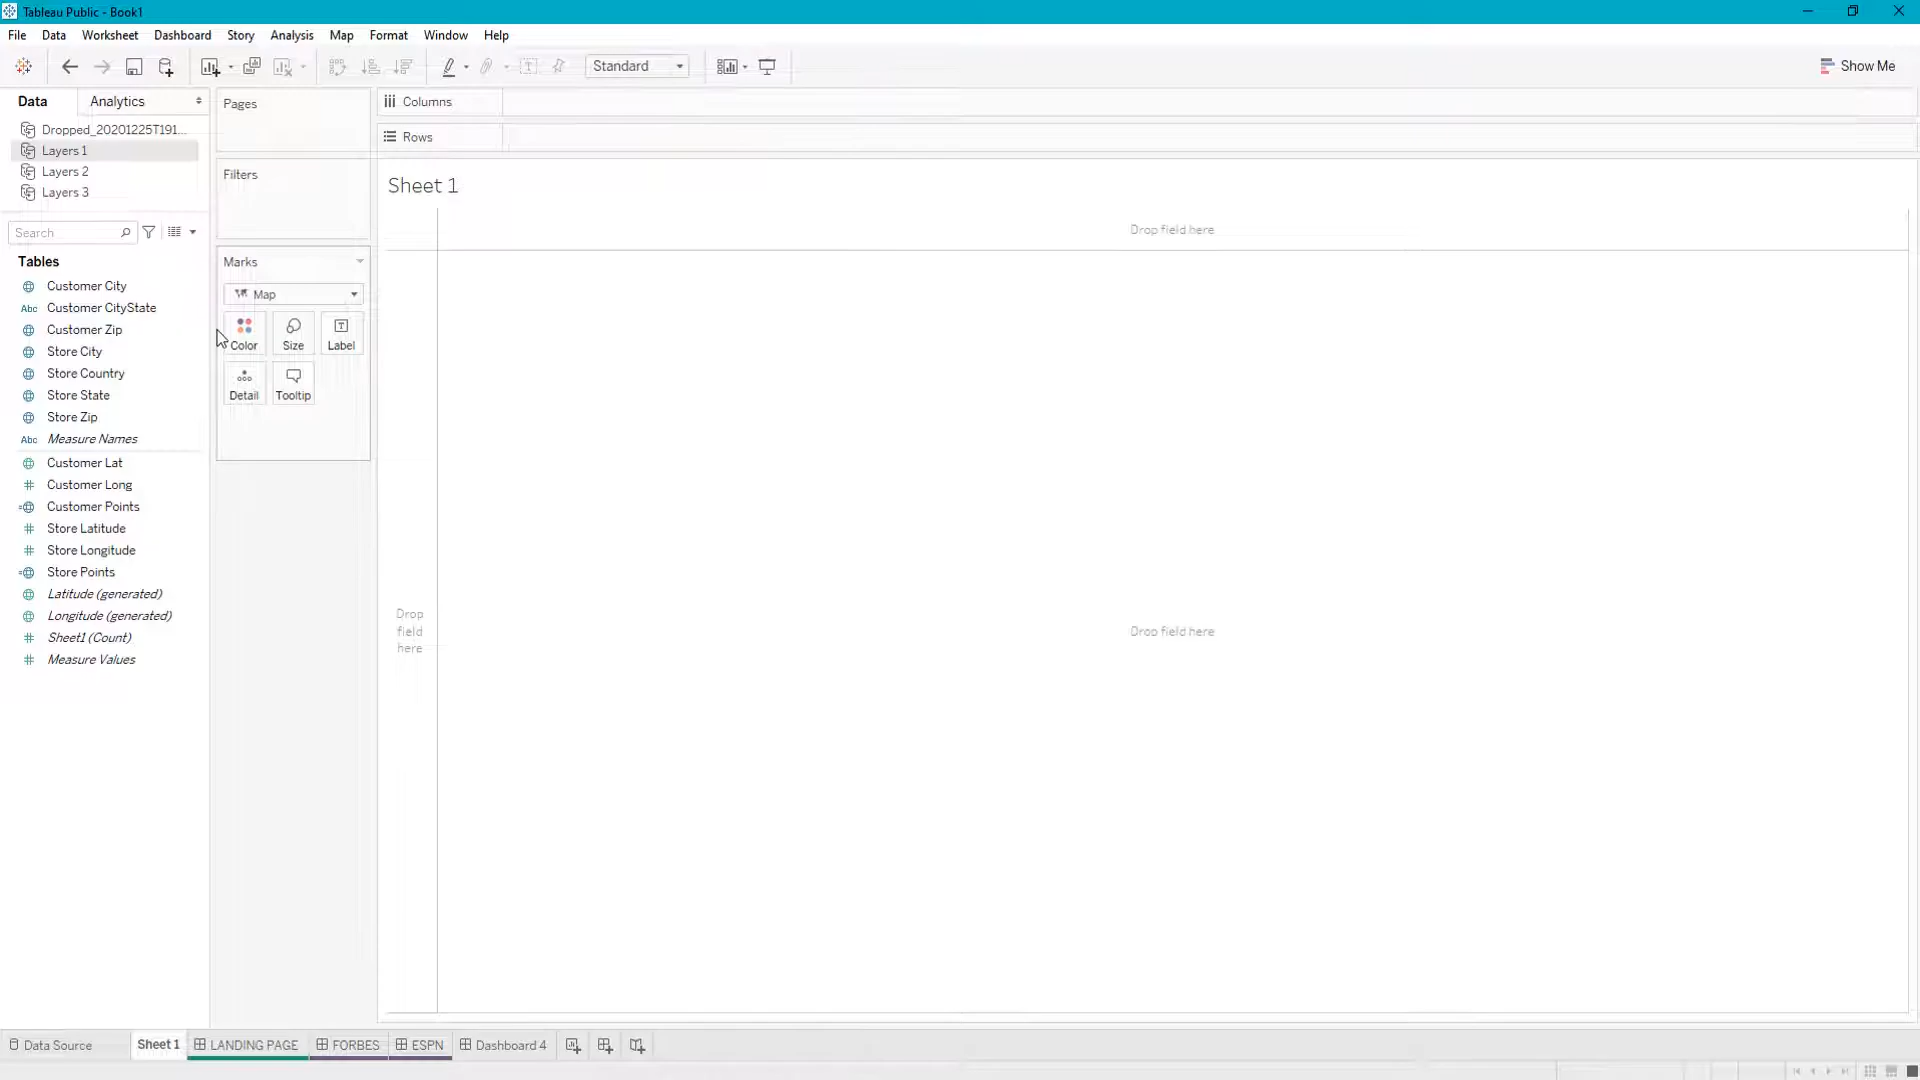 Tableau Public - Book1
File Data Worksheet Dashboard Story Analysis Map Format Window Help
Standard
Show Me
Data
Analytics
Dropped_20201225T191...
Layers 1
Layers 2
Layers 3
Search
Tables
Customer City
Abc Customer CityState
Customer Zip
Store City
Store Country
Store State
Store Zip
Abc Measure Names
Customer Lat
# Customer Long
Customer Points
# Store Latitude
# Store Longitude
Store Points
Latitude (generated)
Longitude (generated)
# Sheet1 (Count)
# Measure Values
Pages
Filters
Marks
Map
Color
Size
Label
Detail
Tooltip
Columns
Rows
Sheet 1
Drop field here
Drop
field
here
Drop field here
Data Source
Sheet 1
LANDING PAGE
FORBES
ESPN
Dashboard 4